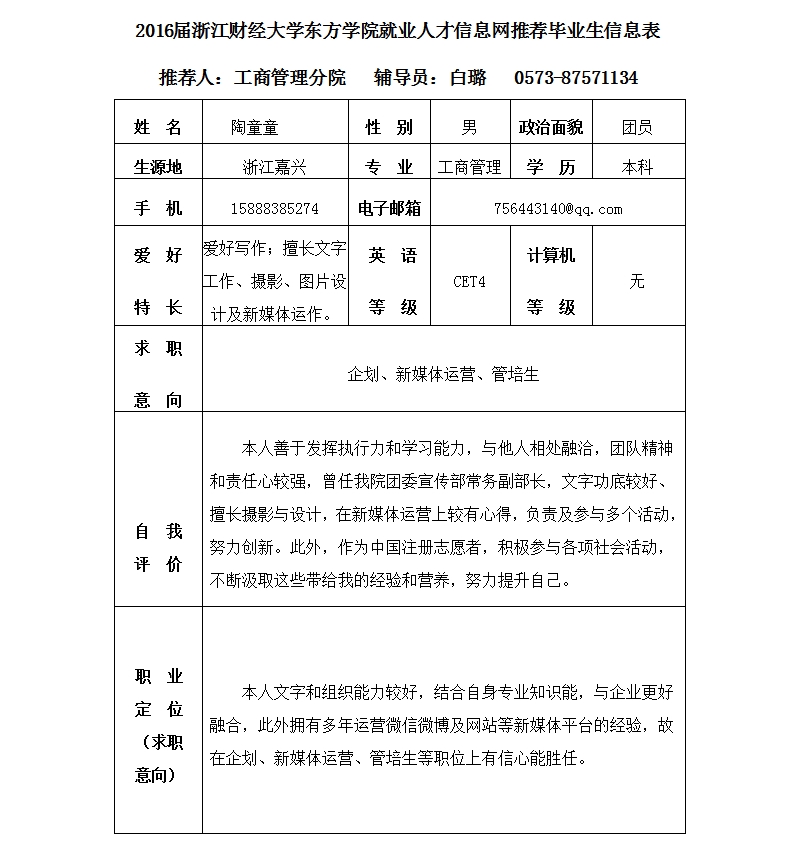 2016届浙江财经大学东方学院就业人才信息网推荐毕业生信息表
推荐人：工商管理分院 辅导员：白璐 0573-87571134
姓 名 陶童童 性 别 男 政治面貌 团员
生源地 浙江嘉兴 专 业 工商管理 学 历 本科
手 机 15888385274 电子邮箱 756443140@qq.com
爱 好
特 长
爱好写作；擅长文字
工作、摄影、图片设
计及新媒体运作。
英 语
等 级
CET4
计算机
等 级
无
求 职
意 向
企划、新媒体运营、管培生
自 我
评 价
本人善于发挥执行力和学习能力，与他人相处融洽，团队精神
和责任心较强，曾任我院团委宣传部常务副部长，文字功底较好、
擅长摄影与设计，在新媒体运营上较有心得，负责及参与多个活动，
努力创新。此外，作为中国注册志愿者，积极参与各项社会活动，
不断汲取这些带给我的经验和营养，努力提升自己。
职 业
定 位
（求职
意向）
本人文字和组织能力较好，结合自身专业知识能，与企业更好
融合，此外拥有多年运营微信微博及网站等新媒体平台的经验，故
在企划、新媒体运营、管培生等职位上有信心能胜任。